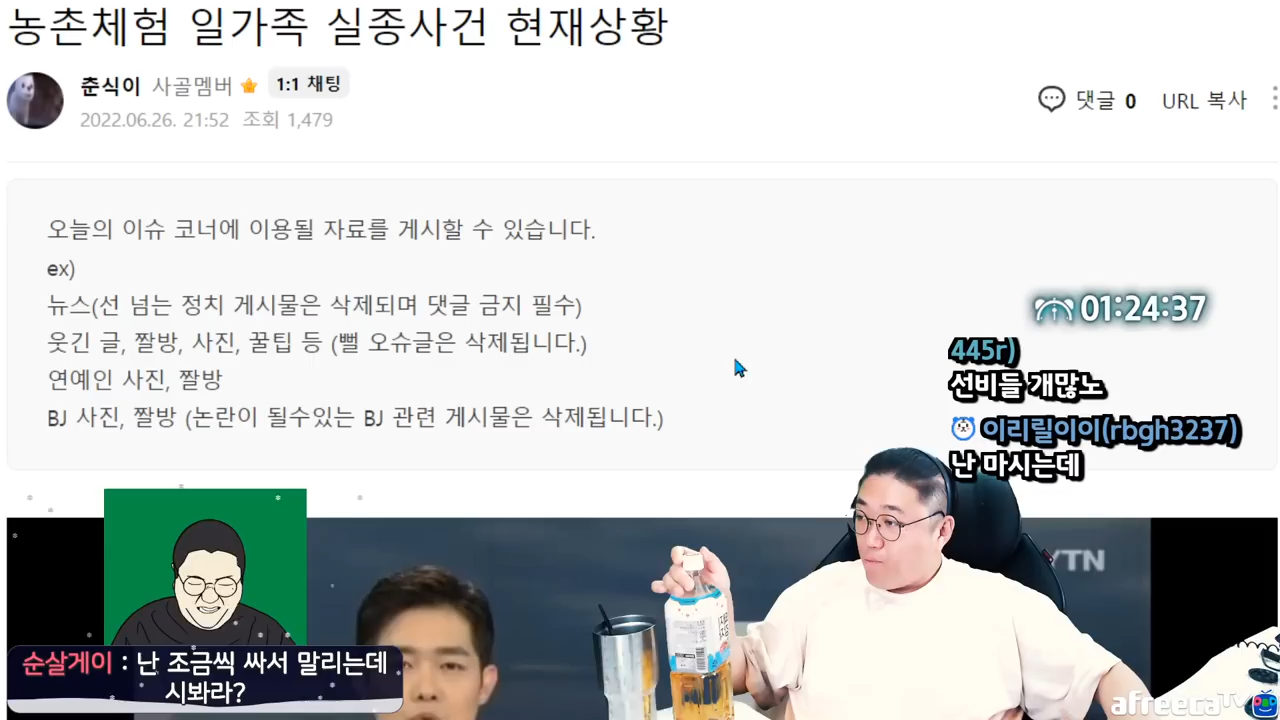 농촌체험 일가족 실종사건 현재상황
춘식이 사골멤버 1:1 채팅
2022.06.26. 21:52 조회 1,479
댓글 0 URL 복사
오늘의 이슈 코너에 이용될 자료를 게시할 수 있습니다.
ex)
뉴스(선 넘는 정치 게시물은 삭제되며 댓글 금지 필수)
웃긴 글, 짤방, 사진, 꿀팁 등 (뻘 오슈글은 삭제됩니다.)
연예인 사진, 짤방
BJ 사진, 짤방 (논란이 될수있는 BJ 관련 게시물은 삭제됩니다.)
01:24:37
445r)
선비들 개많노
이리릴이이(rbgh3237)
난 마시는데
YTN
순살게이 : 난 조금씩 싸서 말리는데
시봐라?
afreecaTV